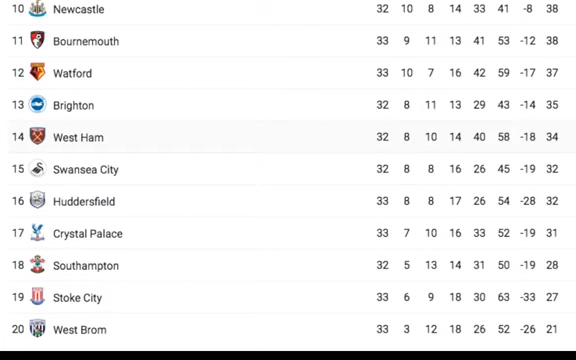 10 Newcastle 32 10 8 14 33 41 -8 38
11 Bournemouth 33 9 11 13 41 53 -12 38
12 Watford 33 10 7 16 42 59 -17 37
13 Brighton 32 8 11 13 29 43 -14 35
14 West Ham 32 8 10 14 40 58 -18 34
15 Swansea City 32 8 8 16 26 45 -19 32
16 Huddersfield 33 8 8 17 26 54 -28 32
17 Crystal Palace 33 7 10 16 33 52 -19 31
18 Southampton 32 5 13 14 31 50 -19 28
19 Stoke City 33 6 9 18 30 63 -33 27
20 West Brom 33 3 12 18 26 52 -26 21